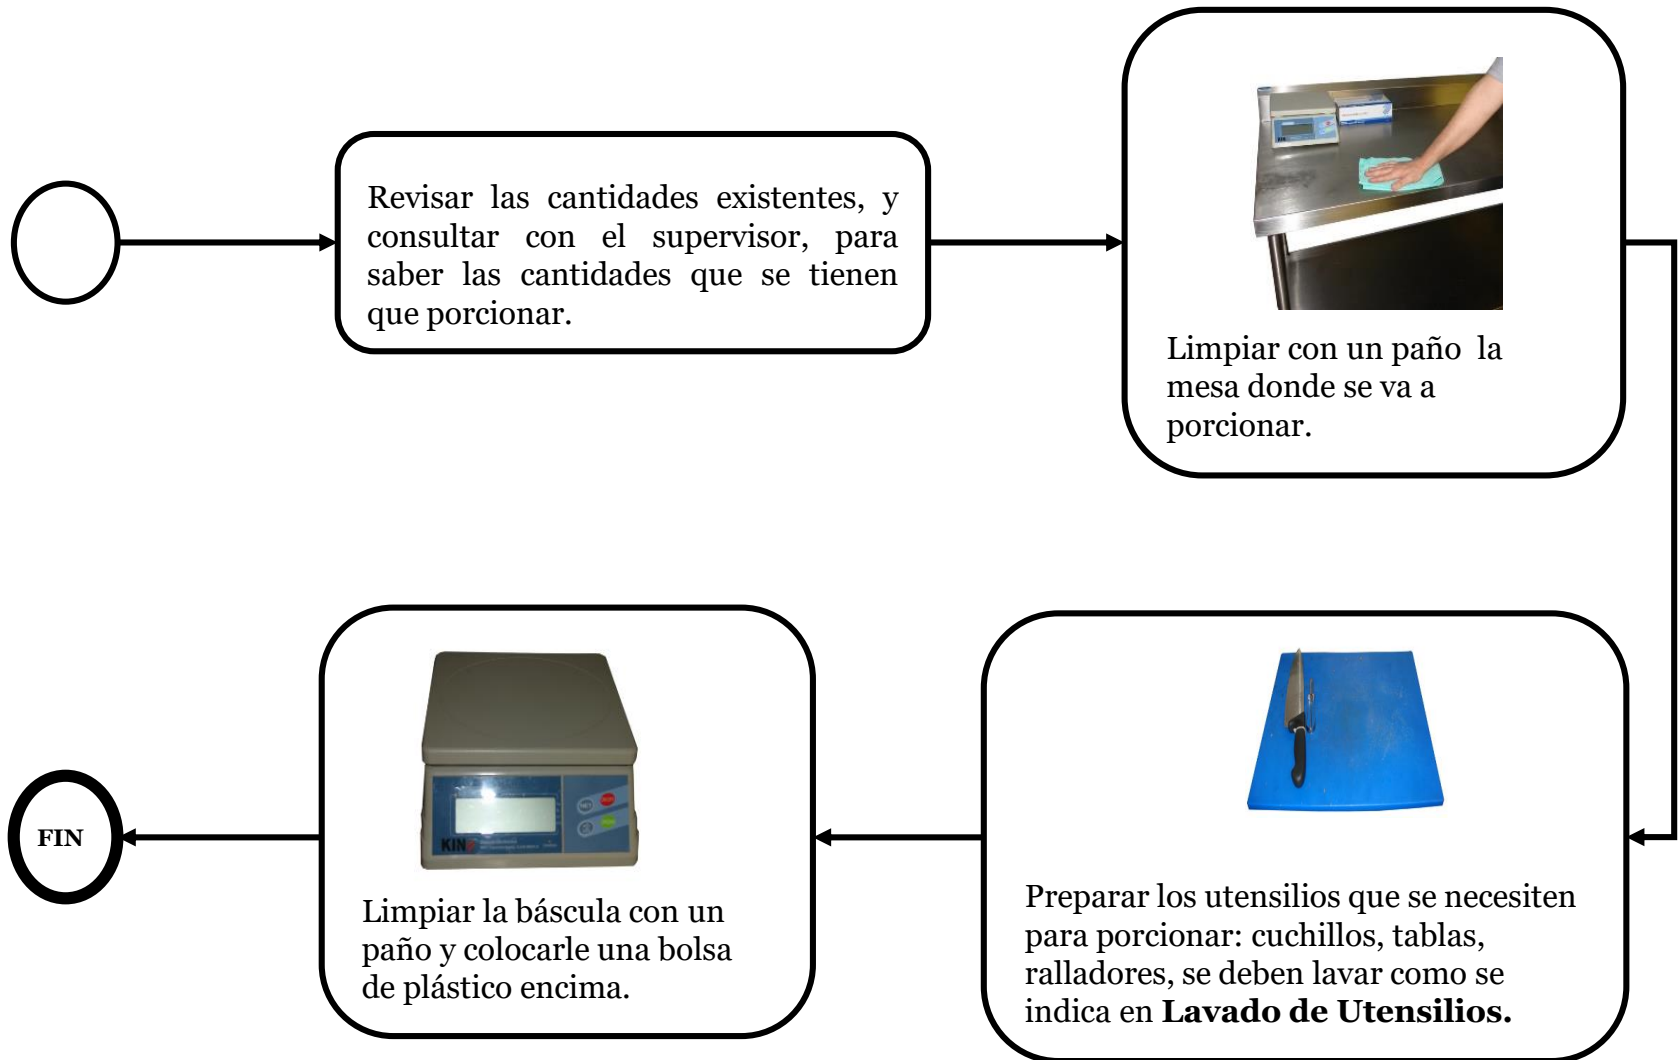 Revisar las cantidades existentes, y
consultar con el supervisor, para
saber las cantidades que se tienen
que porcionar.
Limpiar con un paño  la
mesa donde se va a
porcionar.
Preparar los utensilios que se necesiten
para porcionar: cuchillos, tablas,
ralladores, se deben lavar como se
indica en Lavado de Utensilios.
Limpiar la báscula con un
paño y colocarle una bolsa
de plástico encima.
FIN